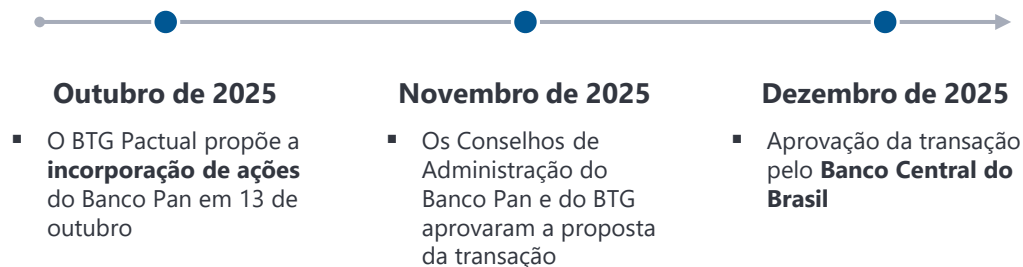 Outubro de 2025
▪ O BTG Pactual propõe a
incorporação de ações
do Banco Pan em 13 de
outubro
Novembro de 2025
▪ Os Conselhos de
Administração do
Banco Pan e do BTG
aprovaram a proposta
da transação
Dezembro de 2025
▪ Aprovação da transação
pelo Banco Central do
Brasil